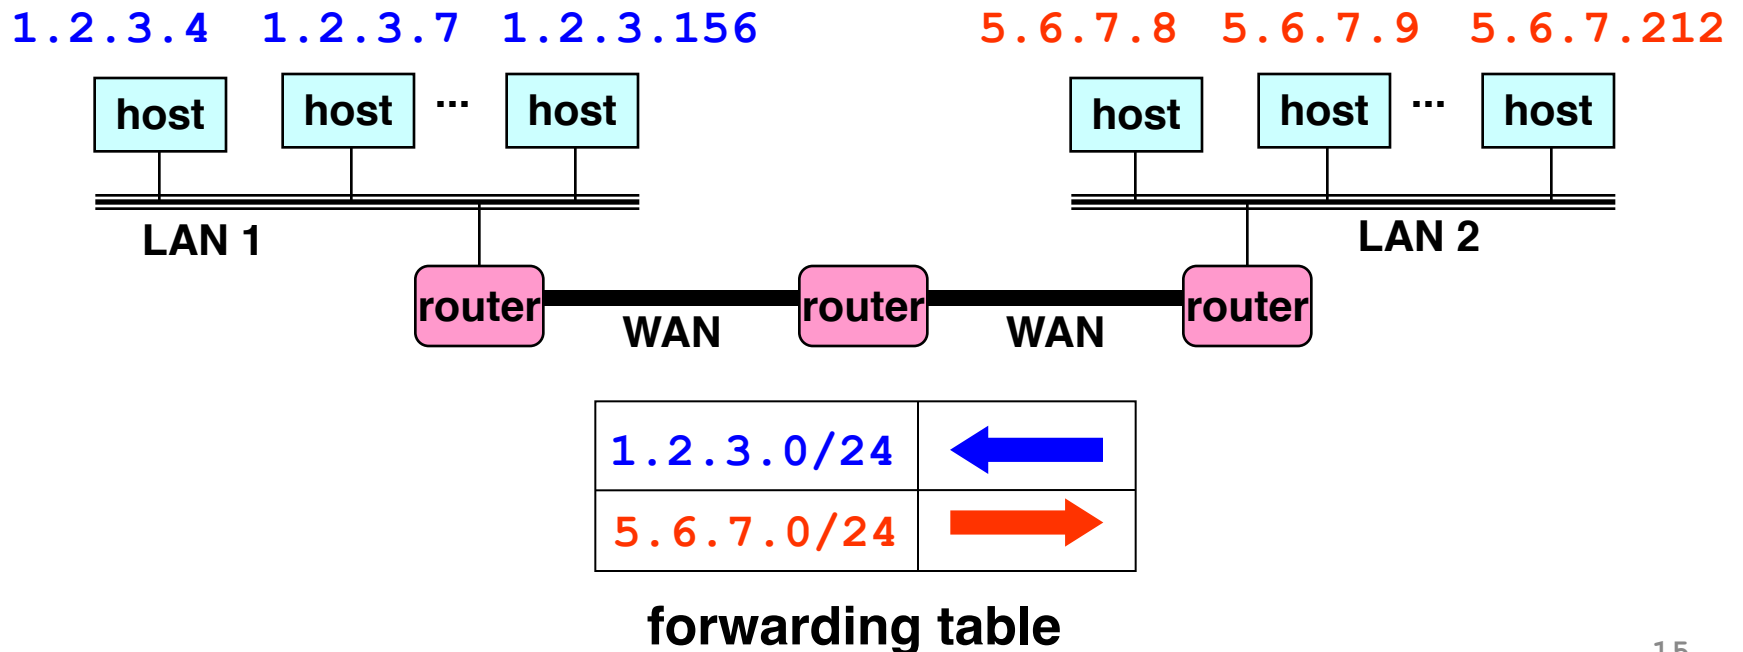 1.2.3.4 1.2.3.7 1.2.3.156 5.6.7.8 5.6.7.9 5.6.7.212
host host ... host host host ... host
LAN 1 LAN 2
router router router
WAN WAN
1.2.3.0/24
5.6.7.0/24
forwarding table
15